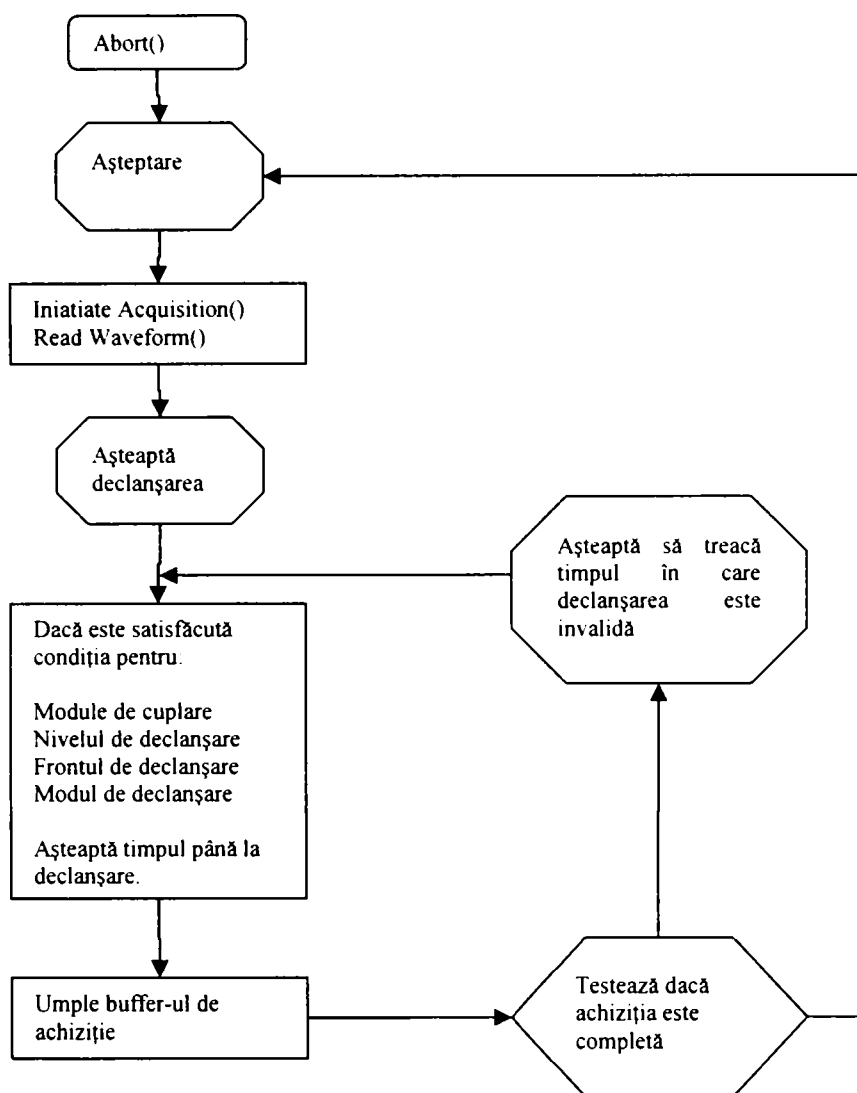 Abort()
Aşteptare
Iniatiate Acquisition()
Read Waveform()
Aşteaptă
declanşarea
Aşteaptă să treacă
timpul în care
declanşarea este
invalidă
Dacă este satisfăcută
condiţia pentru:
Module de cuplare
Nivelul de declanşare
Frontul de declanşare
Modul de declanşare
Aşteaptă timpul până la
declanşare.
Umple buffer-ul de
achiziţie
Testează dacă
achiziţia este
completă